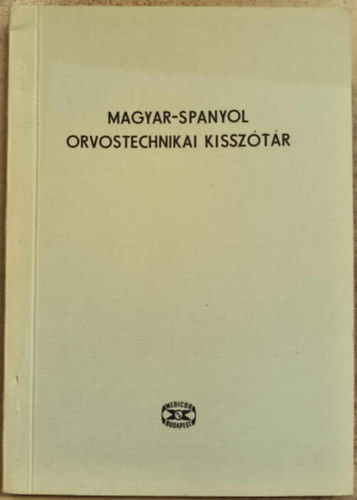 MAGYAR-SPANYOL
ORVOSTECHNIKAI KISSZÓTÁR
MEDICOR
BUDAPEST